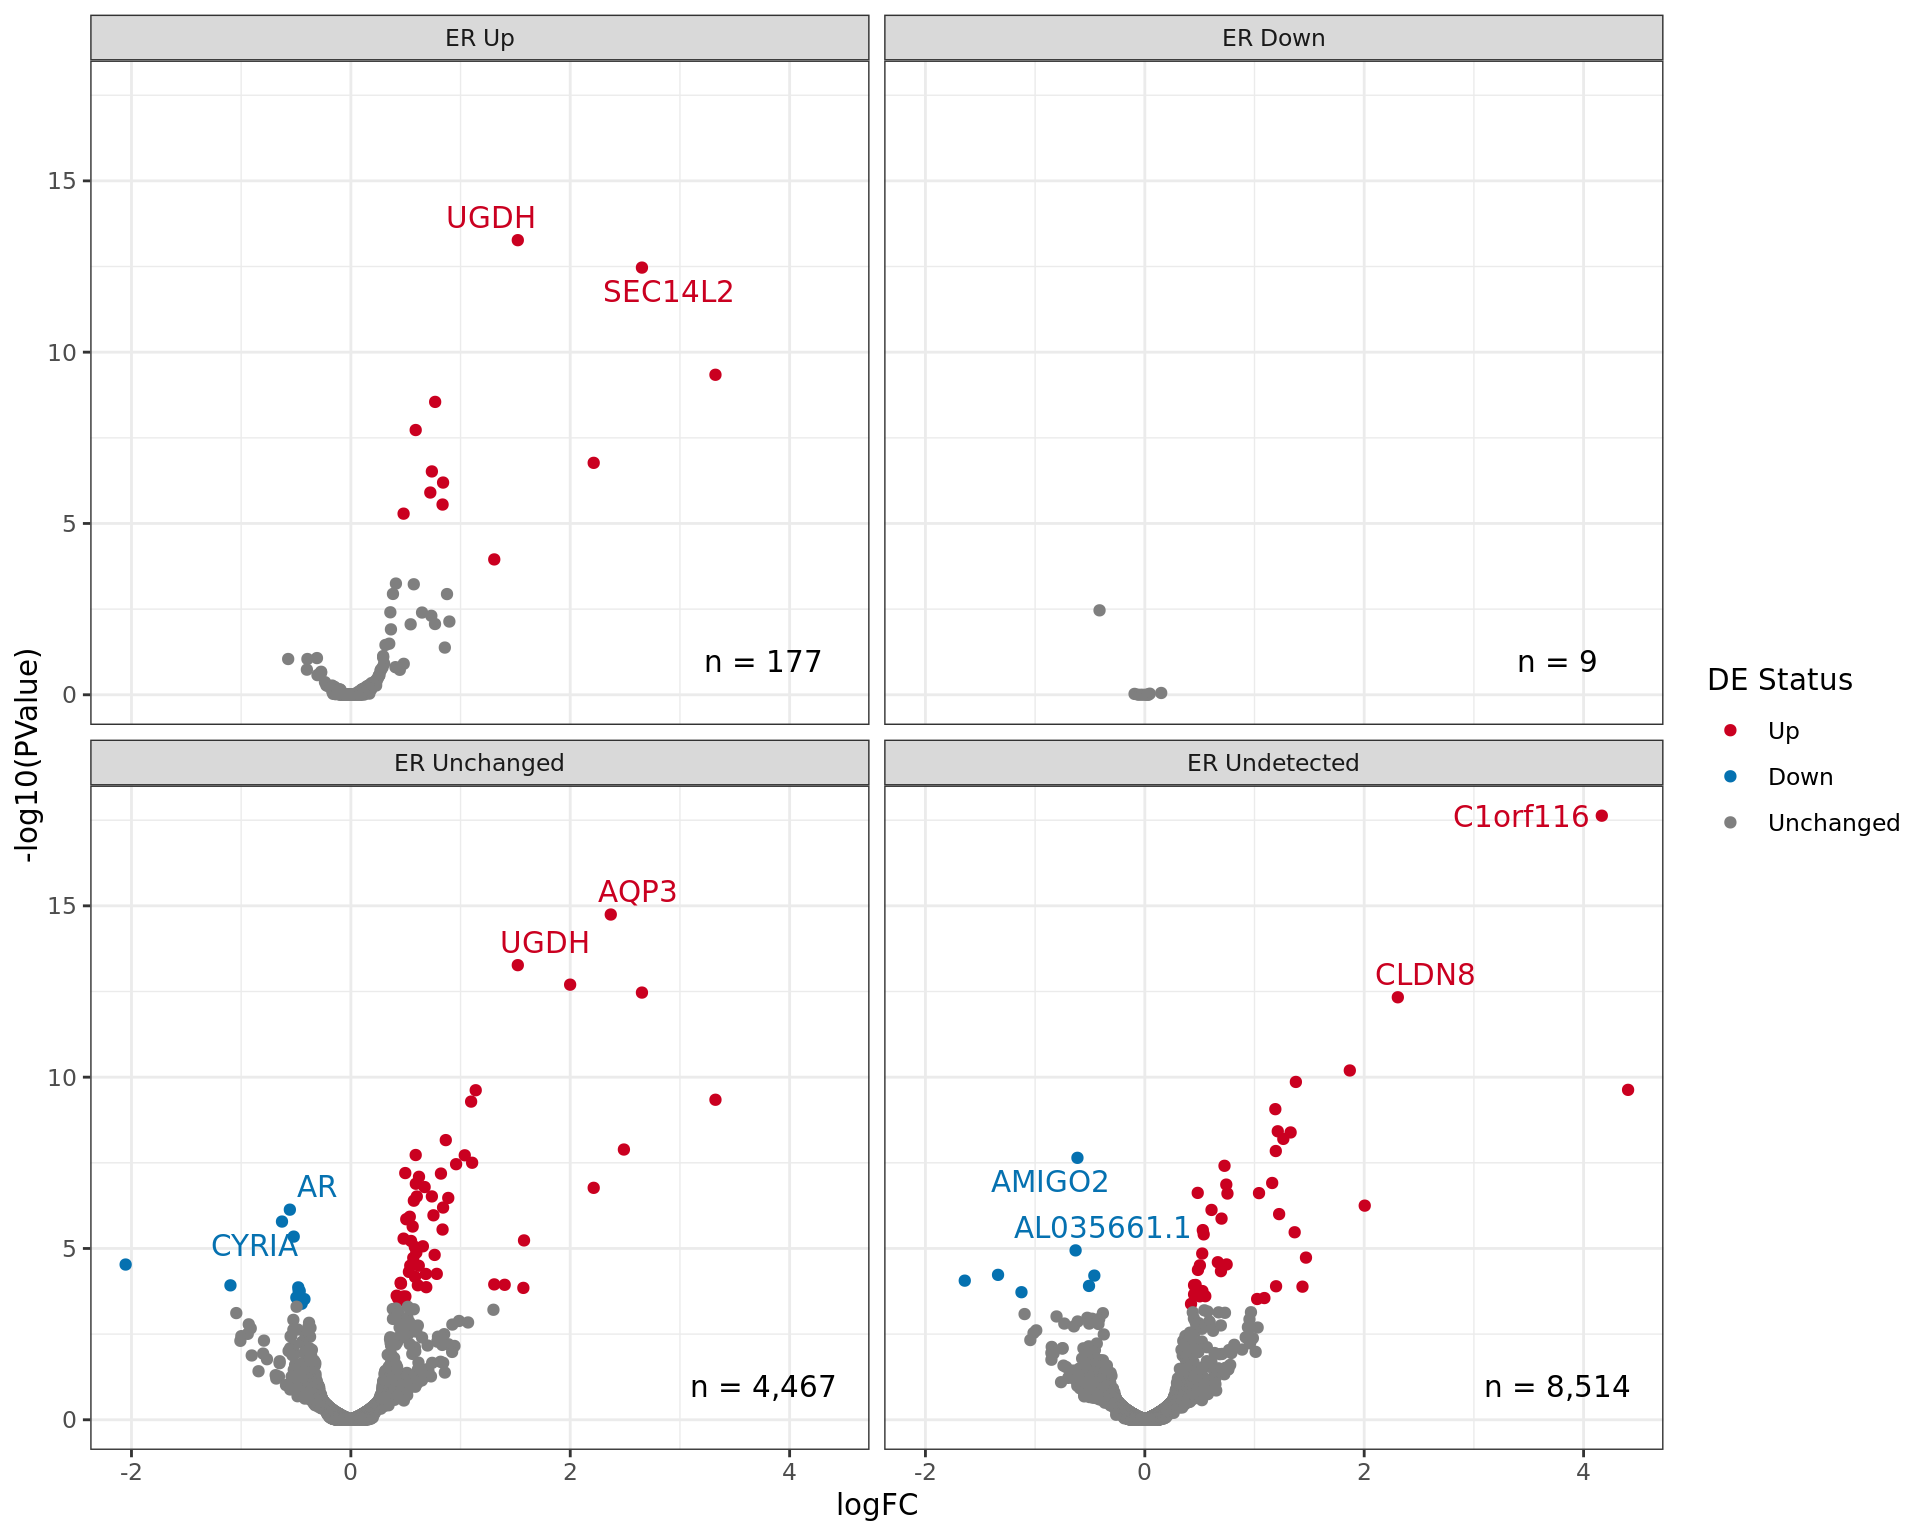 ER Up
ER Down
15
10
5
0
UGDH
SEC14L2
n = 177
n = 9
ER Unchanged
ER Undetected
15
10
5
0
C1orf116
AQP3
UGDH
CLDN8
AR
CYRIA
AMIGO2
AL035661.1
n = 4,467
n = 8,514
-2
0
2
4
-2
0
2
4
logFC
-log10(PValue)
DE Status
Up
Down
Unchanged